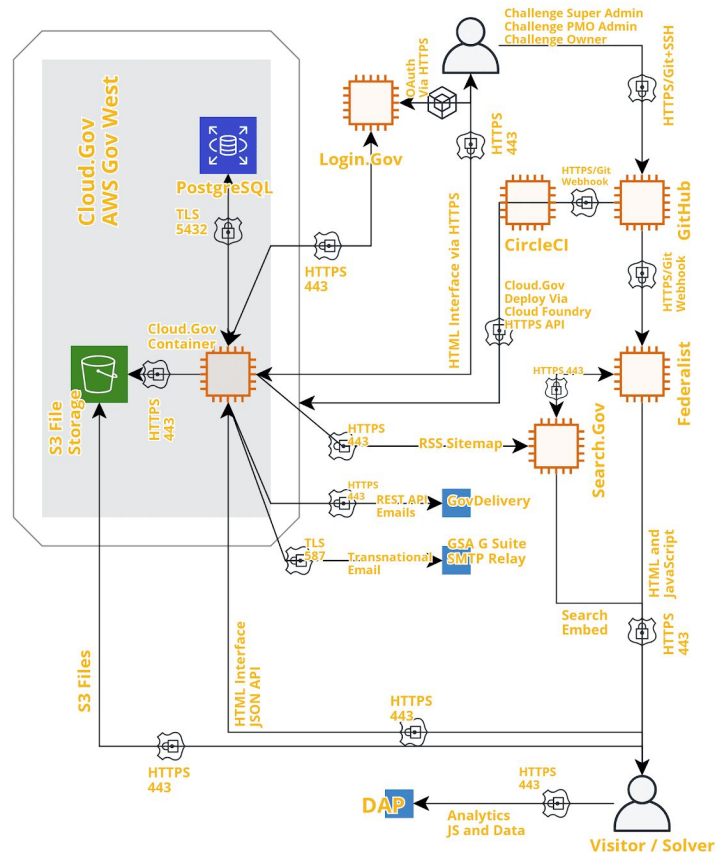 Challenge Super Admin
Challenge PMO Admin
Challenge Owner
OAuth
Via HTTPS
HTTPS/Git+SSH
Cloud.Gov
AWS Gov West
Login.Gov
HTTPS
443
PostgreSQL
TLS
5432
HTTPS/Git
Webhook
GitHub
CircleCI
HTTPS
443
HTML Interface via HTTPS
HTTPS/Git
Webhook
Cloud.Gov
Deploy Via
Cloud Foundry
HTTPS API
Cloud.Gov
Container
S3 File
Storage
HTTPS
443
HTTPS 443
Federalist
HTTPS
443
RSS Sitemap
Search.Gov
HTTPS
443
REST API
Emails
GovDelivery
TLS
587
Transnational
Email
GSA G Suite
SMTP Relay
HTML and
JavaScript
Search
Embed
HTTPS
443
S3 Files
HTML Interface
JSON API
HTTPS
443
HTTPS
443
HTTPS
443
DAP
Analytics
JS and Data
Visitor / Solver